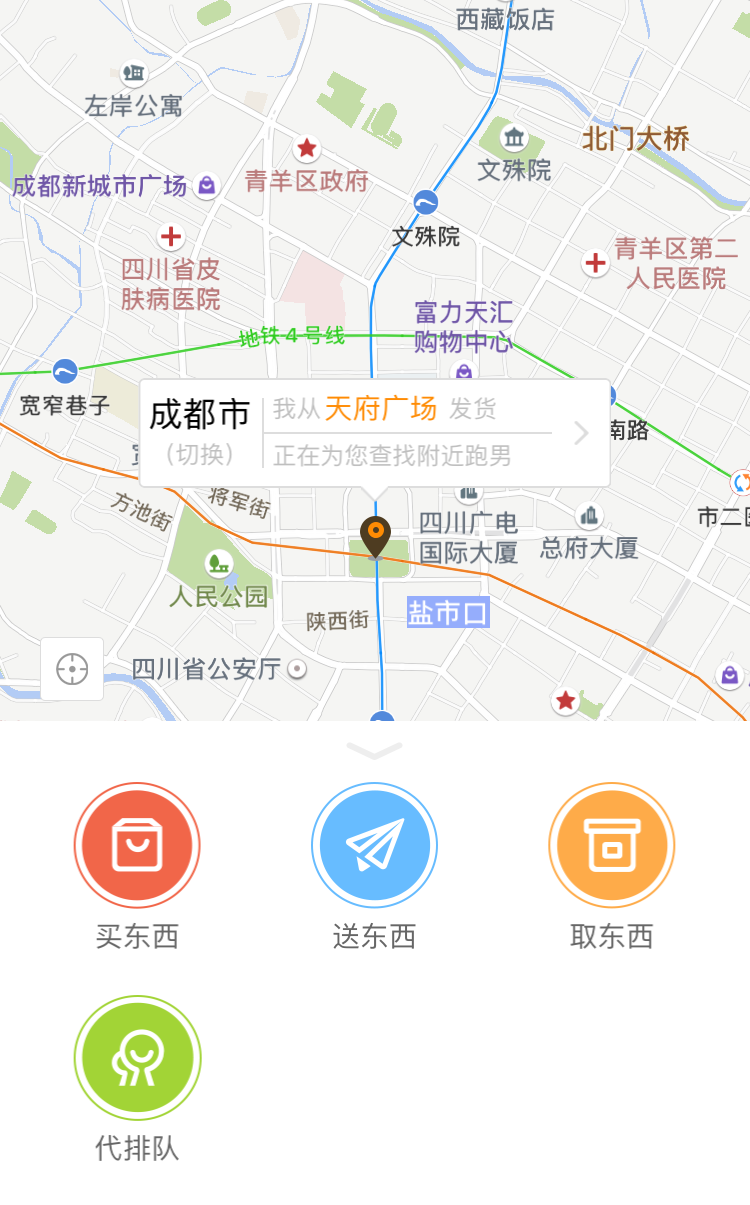 西藏饭店
左岸公寓
北门大桥
文殊院
青羊区政府
成都新城市广场
文殊院
青羊区第二
人民医院
四川省皮
肤病医院
富力天汇
购物中心
地铁4号线
宽窄巷子
成都市
(切换)
我从 天府广场 发货
正在为您查找附近跑男
南路
市二医
方池街
将军街
四川广电
国际大厦
总府大厦
人民公园
盐市口
陕西街
四川省公安厅
买东西
送东西
取东西
代排队